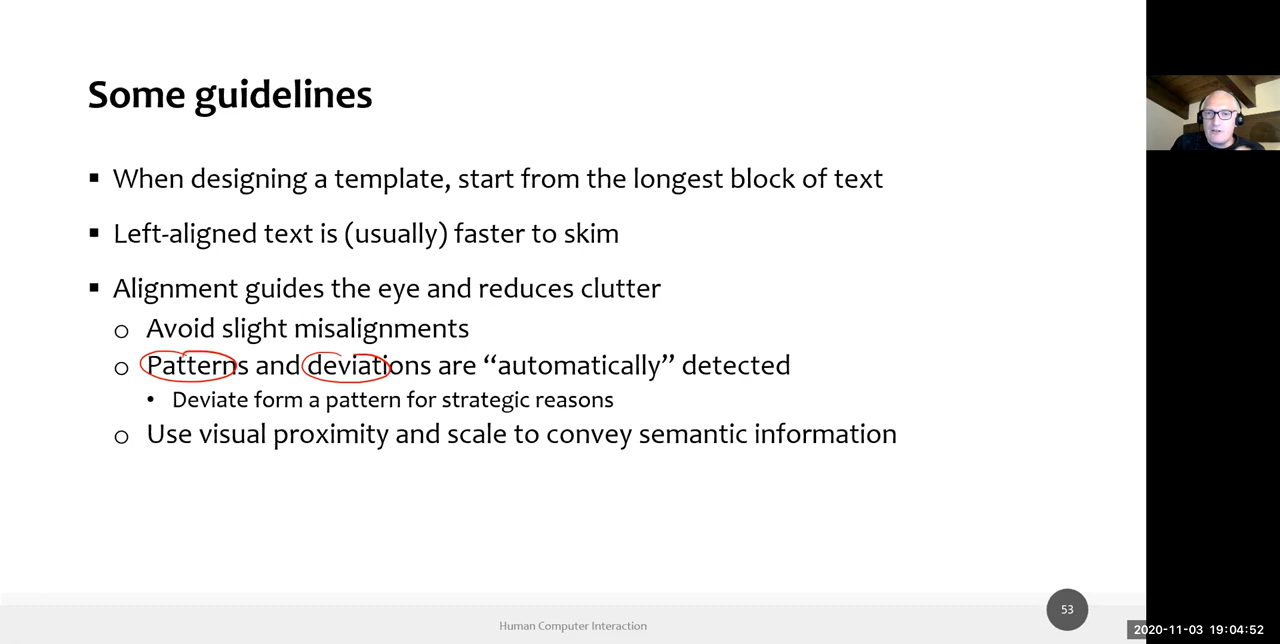 Some guidelines
▪ When designing a template, start from the longest block of text
▪ Left-aligned text is (usually) faster to skim
▪ Alignment guides the eye and reduces clutter
o Avoid slight misalignments
o Patterns and deviations are “automatically” detected
• Deviate form a pattern for strategic reasons
o Use visual proximity and scale to convey semantic information
53
Human Computer Interaction
2020-11-03 19:04:52